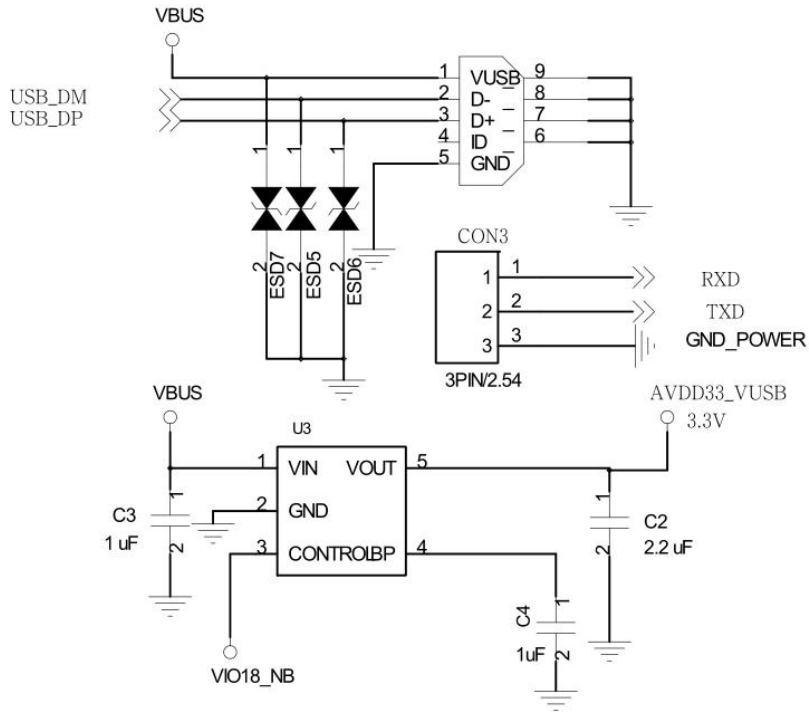 VBUS
1 VUSB 9
USB_DM 2 D- 8
USB_DP 3 D+ 7
4 ID 6
5 GND
1 1 1
2 ESD7 2 ESD5 2 ESD6
CON3
1 1 RXD
2 2 TXD
3 3 GND_POWER
3PIN/2.54
VBUS
AVDD33_VUSB
3.3V
U3
1 VIN VOUT 5
2 GND
3 CONTROLBP 4
C3
1 uF
1
2
1
2
C2
2.2 uF
C4
1uF
1
2
VIO18_NB